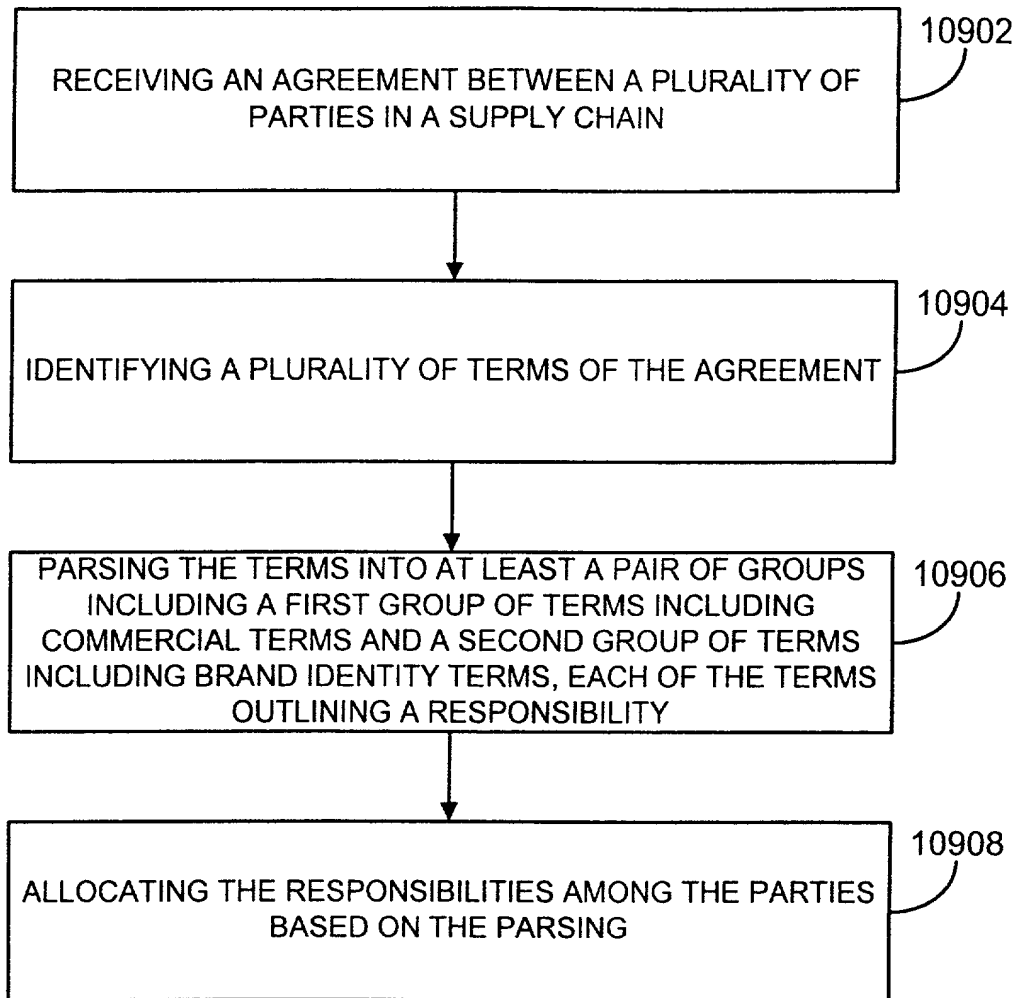 10902
RECEIVING AN AGREEMENT BETWEEN A PLURALITY OF
PARTIES IN A SUPPLY CHAIN
10904
IDENTIFYING A PLURALITY OF TERMS OF THE AGREEMENT
10906
PARSING THE TERMS INTO AT LEAST A PAIR OF GROUPS
INCLUDING A FIRST GROUP OF TERMS INCLUDING
COMMERCIAL TERMS AND A SECOND GROUP OF TERMS
INCLUDING BRAND IDENTITY TERMS, EACH OF THE TERMS
OUTLINING A RESPONSIBILITY
10908
ALLOCATING THE RESPONSIBILITIES AMONG THE PARTIES
BASED ON THE PARSING